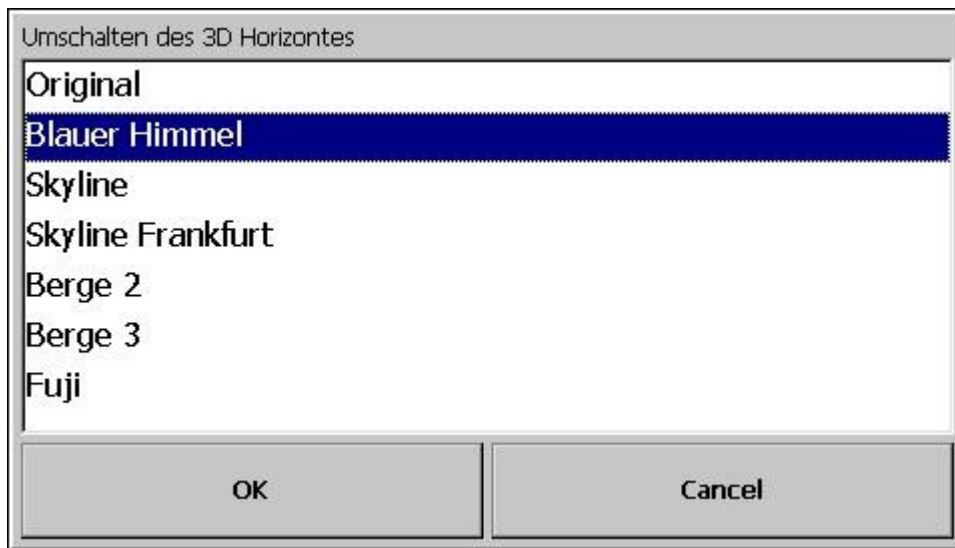 Umschalten des 3D Horizontes
Original
Blauer Himmel
Skyline
Skyline Frankfurt
Berge 2
Berge 3
Fuji
OK
Cancel